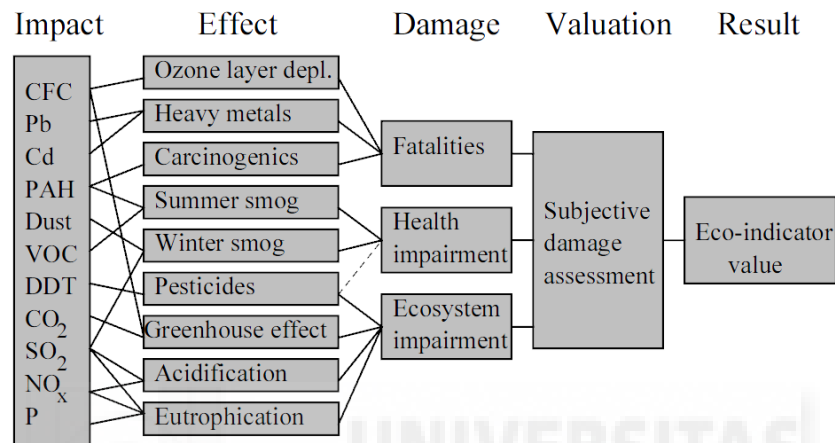 Impact Effect Damage Valuation Result
CFC
Pb
Cd
PAH
Dust
VOC
DDT
CO₂
SO₂
NOₓ
P
Ozone layer depl.
Heavy metals
Carcinogenics
Summer smog
Winter smog
Pesticides
Greenhouse effect
Acidification
Eutrophication
Fatalities
Health
impairment
Ecosystem
impairment
Subjective
damage
assessment
Eco-indicator
value
UNIVERSITAS